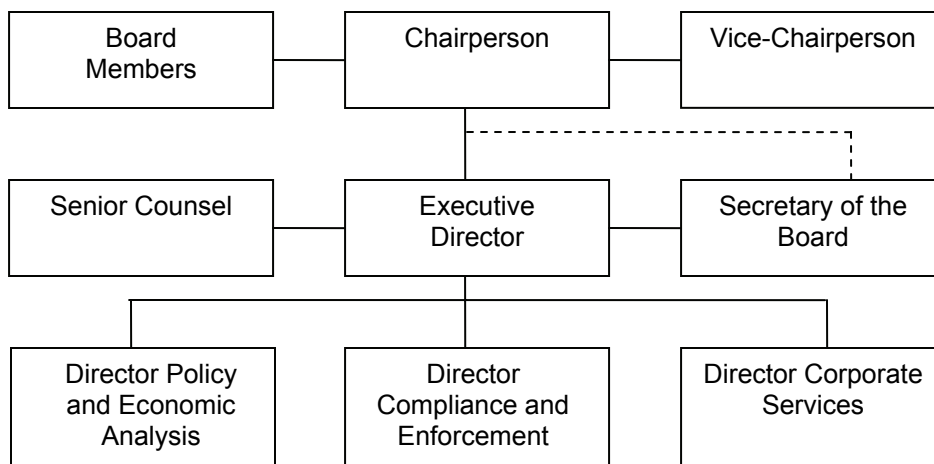 Board
Members
Chairperson
Vice-Chairperson
Senior Counsel
Executive
Director
Secretary of the
Board
Director Policy
and Economic
Analysis
Director
Compliance and
Enforcement
Director Corporate
Services